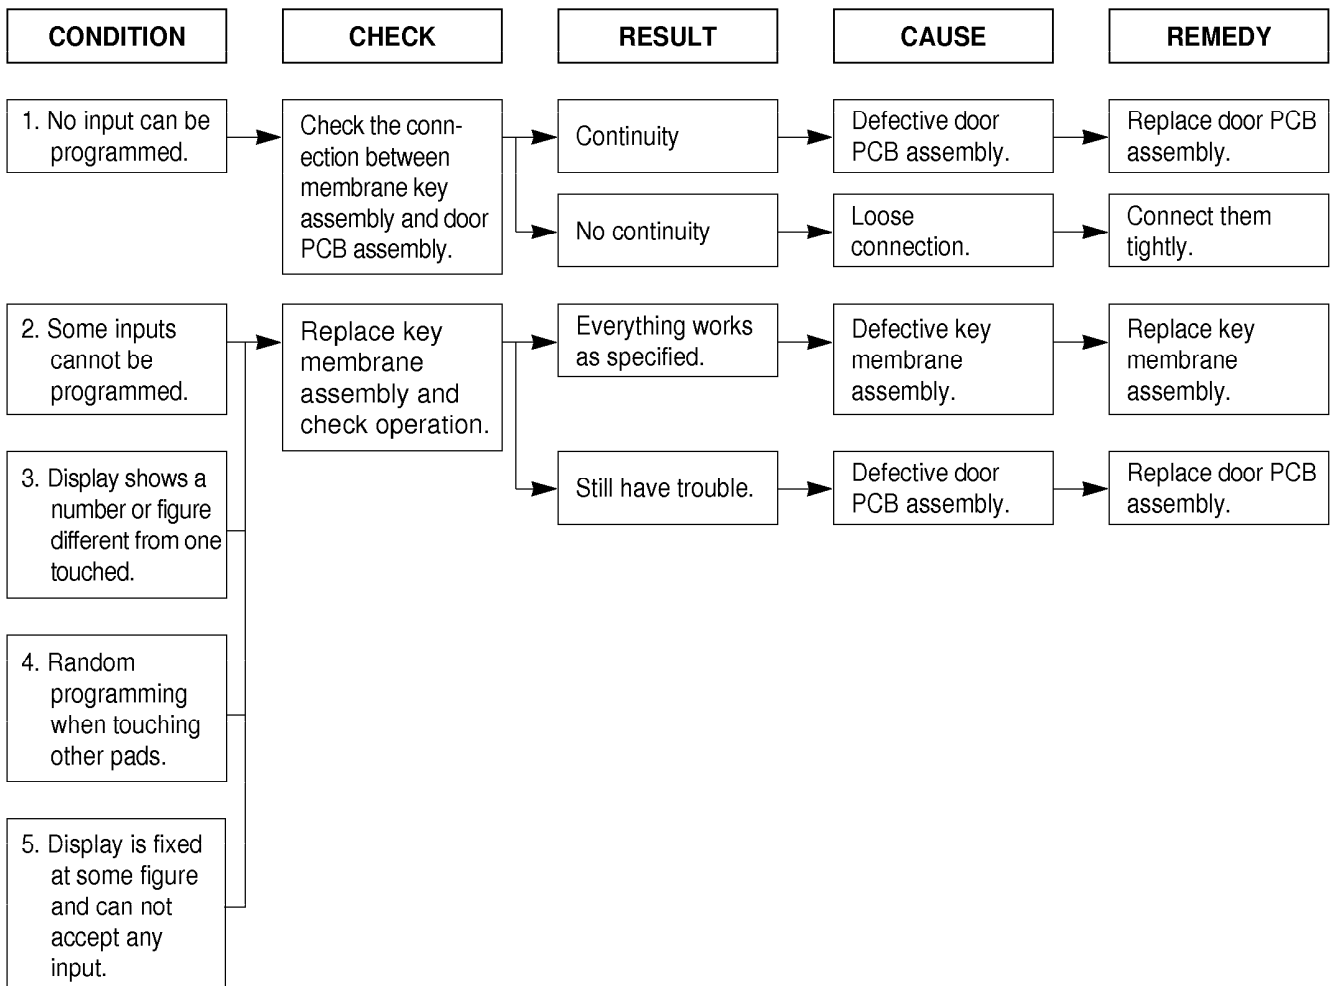 CONDITION
CHECK
RESULT
CAUSE
REMEDY
1. No input can be
programmed.
Check the conn-
ection between
membrane key
assembly and door
PCB assembly.
Continuity
Defective door
PCB assembly.
Replace door PCB
assembly.
No continuity
Loose
connection.
Connect them
tightly.
2. Some inputs
cannot be
programmed.
Replace key
membrane
assembly and
check operation.
Everything works
as specified.
Defective key
membrane
assembly.
Replace key
membrane
assembly.
3. Display shows a
number or figure
different from one
touched.
Still have trouble.
Defective door
PCB assembly.
Replace door PCB
assembly.
4. Random
programming
when touching
other pads.
5. Display is fixed
at some figure
and can not
accept any
input.